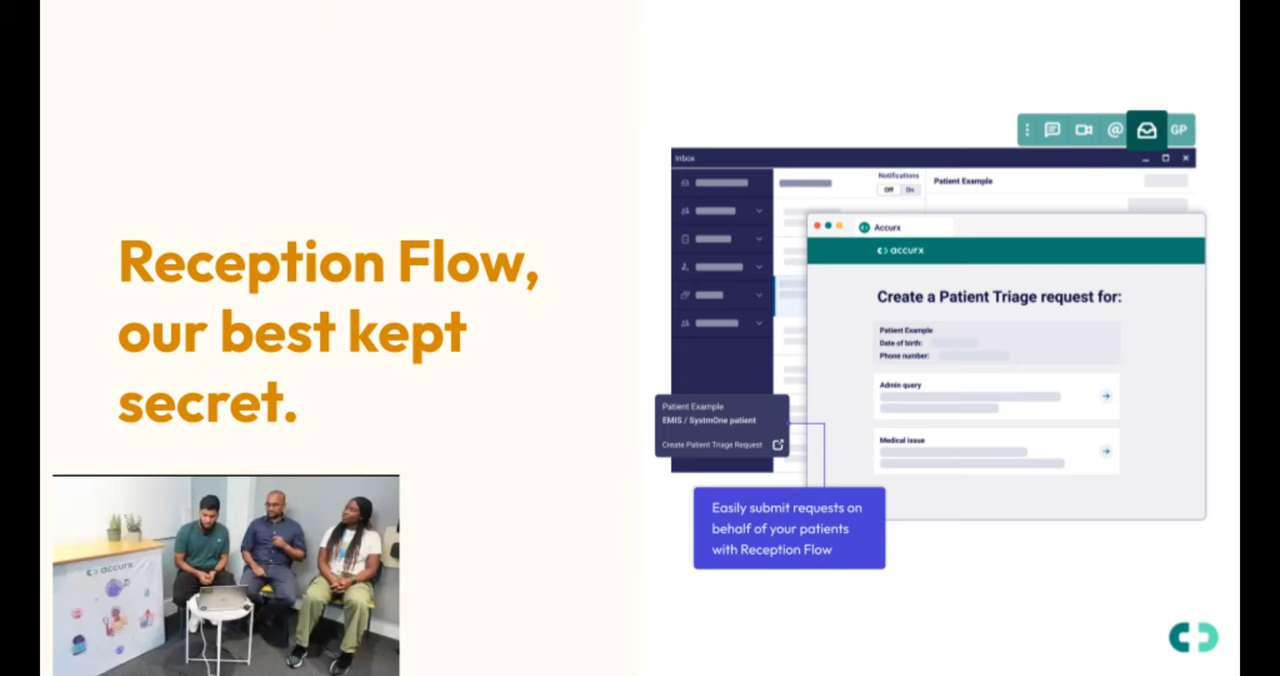 Reception Flow,
our best kept
secret.
accurx
GP
Inbox
Notifications
Off On
Patient Example
Accurx
accurx
Create a Patient Triage request for:
Patient Example
Date of birth:
Phone number:
Admin query
Medical issue
Patient Example
EMIS / SystmOne patient
Create Patient Triage Request
Easily submit requests on
behalf of your patients
with Reception Flow